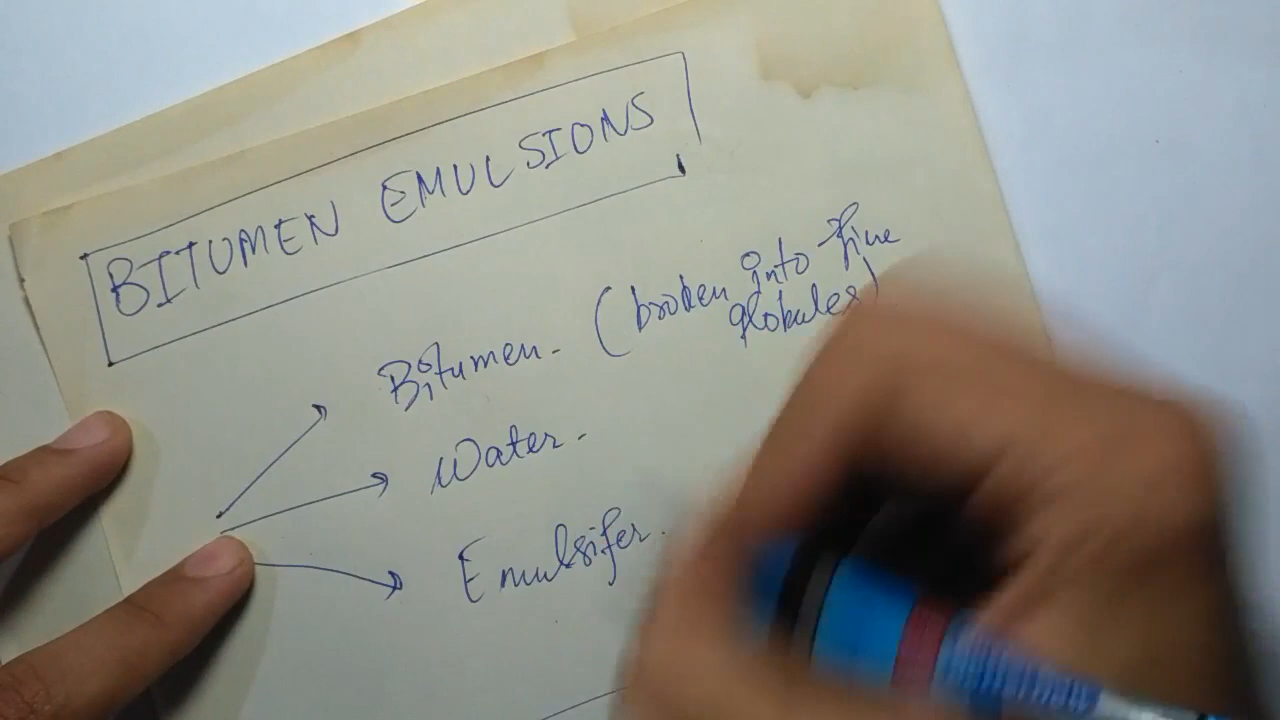 BITUMEN EMULSIONS
Bitumen - (broken into fine
globules)
Water -
Emulsifer.